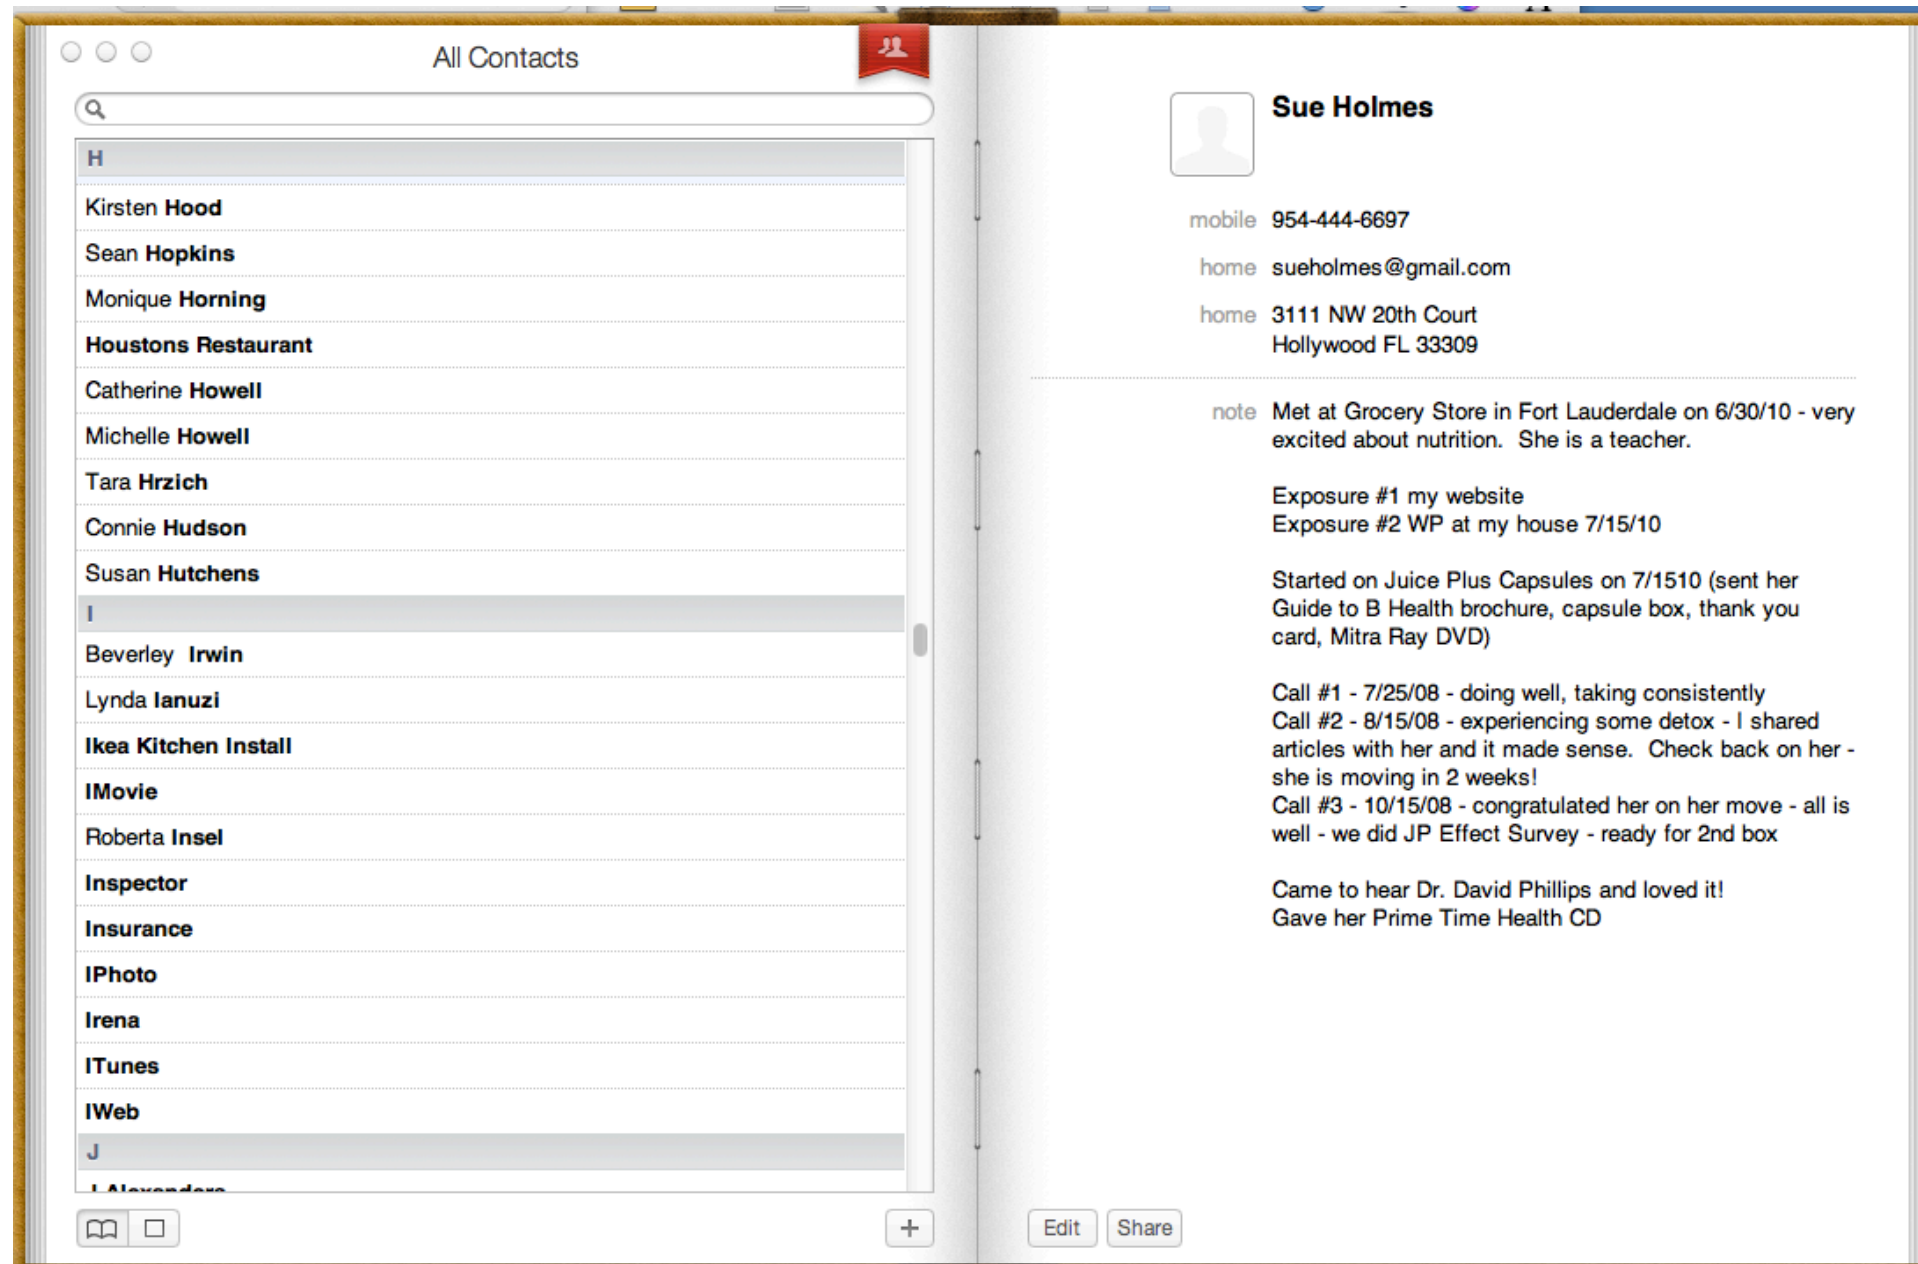 All Contacts
H
Kirsten Hood
Sean Hopkins
Monique Horning
Houstons Restaurant
Catherine Howell
Michelle Howell
Tara Hrzich
Connie Hudson
Susan Hutchens
I
Beverley  Irwin
Lynda Ianuzi
Ikea Kitchen Install
IMovie
Roberta Insel
Inspector
Insurance
IPhoto
Irena
ITunes
IWeb
J
J Alexanders
Sue Holmes
mobile 954-444-6697
home sueholmes@gmail.com
home 3111 NW 20th Court
Hollywood FL 33309
note Met at Grocery Store in Fort Lauderdale on 6/30/10 - very
excited about nutrition.  She is a teacher.
Exposure #1 my website
Exposure #2 WP at my house 7/15/10
Started on Juice Plus Capsules on 7/1510 (sent her
Guide to B Health brochure, capsule box, thank you
card, Mitra Ray DVD)
Call #1 - 7/25/08 - doing well, taking consistently
Call #2 - 8/15/08 - experiencing some detox - I shared
articles with her and it made sense.  Check back on her -
she is moving in 2 weeks!
Call #3 - 10/15/08 - congratulated her on her move - all is
well - we did JP Effect Survey - ready for 2nd box
Came to hear Dr. David Phillips and loved it!
Gave her Prime Time Health CD
Edit Share